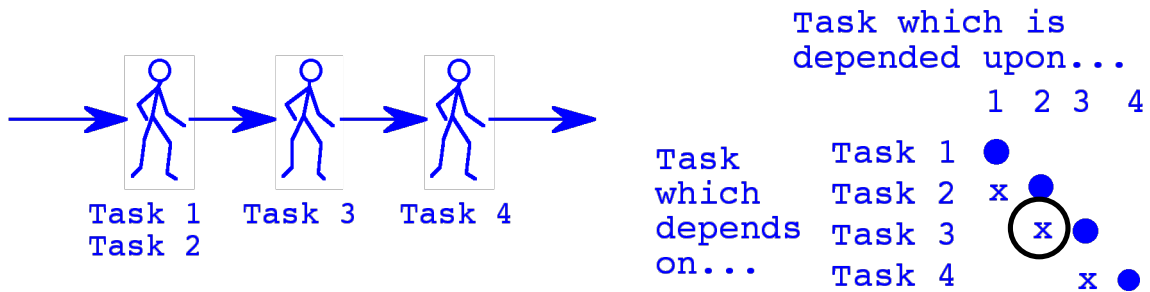 Task 1
Task 2
Task 3
Task 4
Task which is
depended upon...
1 2 3 4
Task
which
depends
on...
Task 1
Task 2 x
Task 3 x
Task 4 x